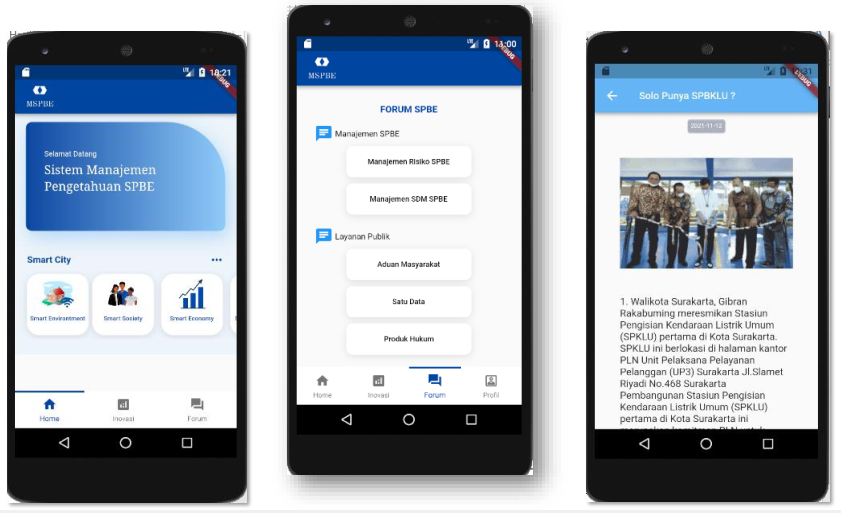 18:21
DEBUG
MSPBE
Selamat Datang
Sistem Manajemen
Pengetahuan SPBE
Smart City
Smart Envirantment
Smart Society
Smart Economy
Home
Inovasi
Forum
13:00
DEBUG
MSPBE
FORUM SPBE
Manajemen SPBE
Manajemen Risiko SPBE
Manajemen SDM SPBE
Layanan Publik
Aduan Masyarakat
Satu Data
Produk Hukum
Home
Inovasi
Forum
Profil
DEBUG
Solo Punya SPBKLU ?
2021-11-12
1. Walikota Surakarta, Gibran
Rakabuming meresmikan Stasiun
Pengisian Kendaraan Listrik Umum
(SPKLU) pertama di Kota Surakarta.
SPKLU ini berlokasi di halaman kantor
PLN Unit Pelaksana Pelayanan
Pelanggan (UP3) Surakarta Jl.Slamet
Riyadi No.468 Surakarta
Pembangunan Stasiun Pengisian
Kendaraan Listrik Umum (SPKLU)
pertama di Kota Surakarta ini